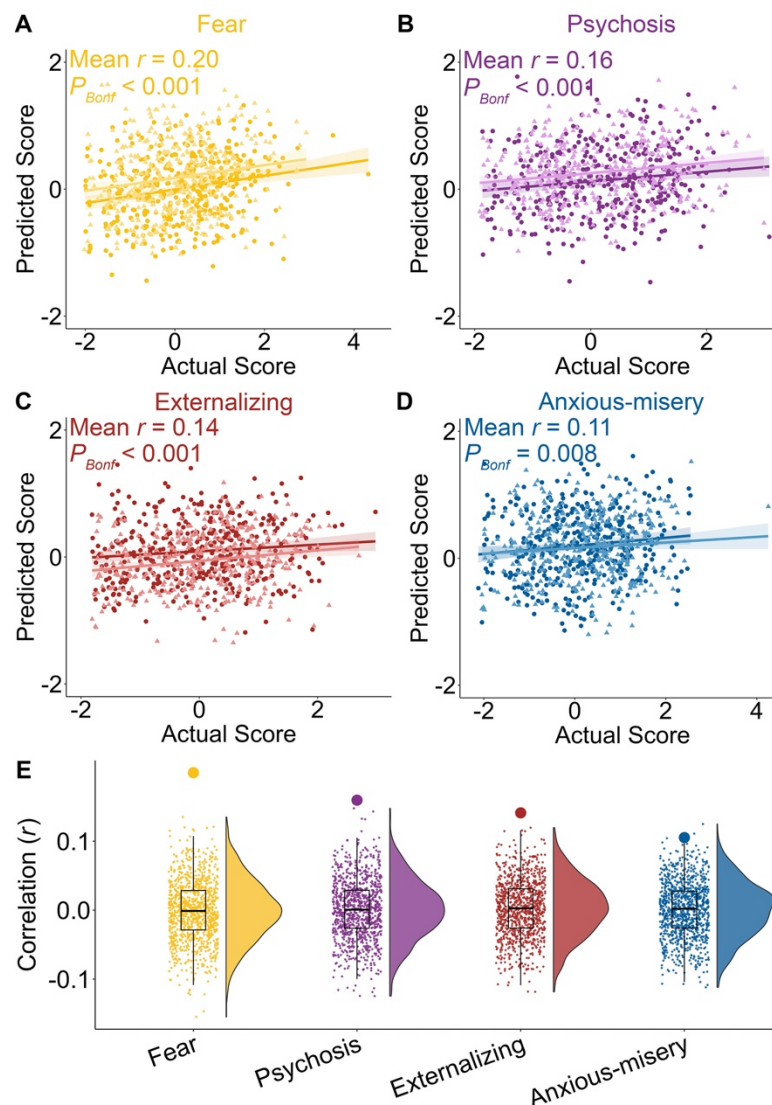 A
Fear
Mean r = 0.20
P_Bonf < 0.001
2
0
-2
Predicted Score
-2 0 2 4
Actual Score
B
Psychosis
Mean r = 0.16
P_Bonf < 0.001
2
0
-2
Predicted Score
0 2
Actual Score
-2
C
Externalizing
Mean r = 0.14
P_Bonf < 0.001
2
0
-2
Predicted Score
-2 0 2
Actual Score
D
Anxious-misery
Mean r = 0.11
P_Bonf = 0.008
2
0
-2
Predicted Score
-2 0 2 4
Actual Score
E
Correlation (r)
0.1
0.0
-0.1
Fear
Psychosis
Externalizing
Anxious-misery